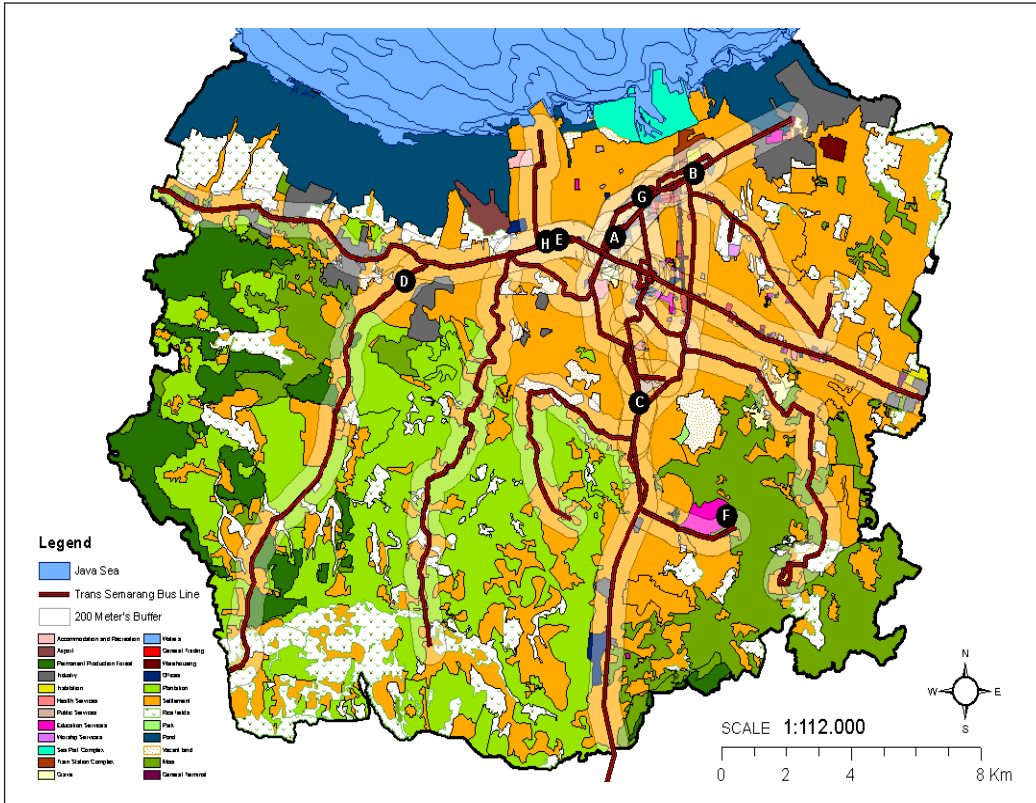 B
G
A
H E
D
C
F
Legend
Java Sea
Trans Semarang Bus Line
200 Meter's Buffer
Accommodation and Recreation
Waters
Airport
General Trading
Permanent Production Forest
Warehousing
Industry
Offices
Installation
Plantation
Health Services
Settlement
Public Services
Rice fields
Education Services
Park
Worship Services
Pond
Sea Port Complex
Vacant land
Train Station Complex
Moor
Grave
General Terminal
N
W E
S
SCALE 1:112.000
0 2 4 8 Km